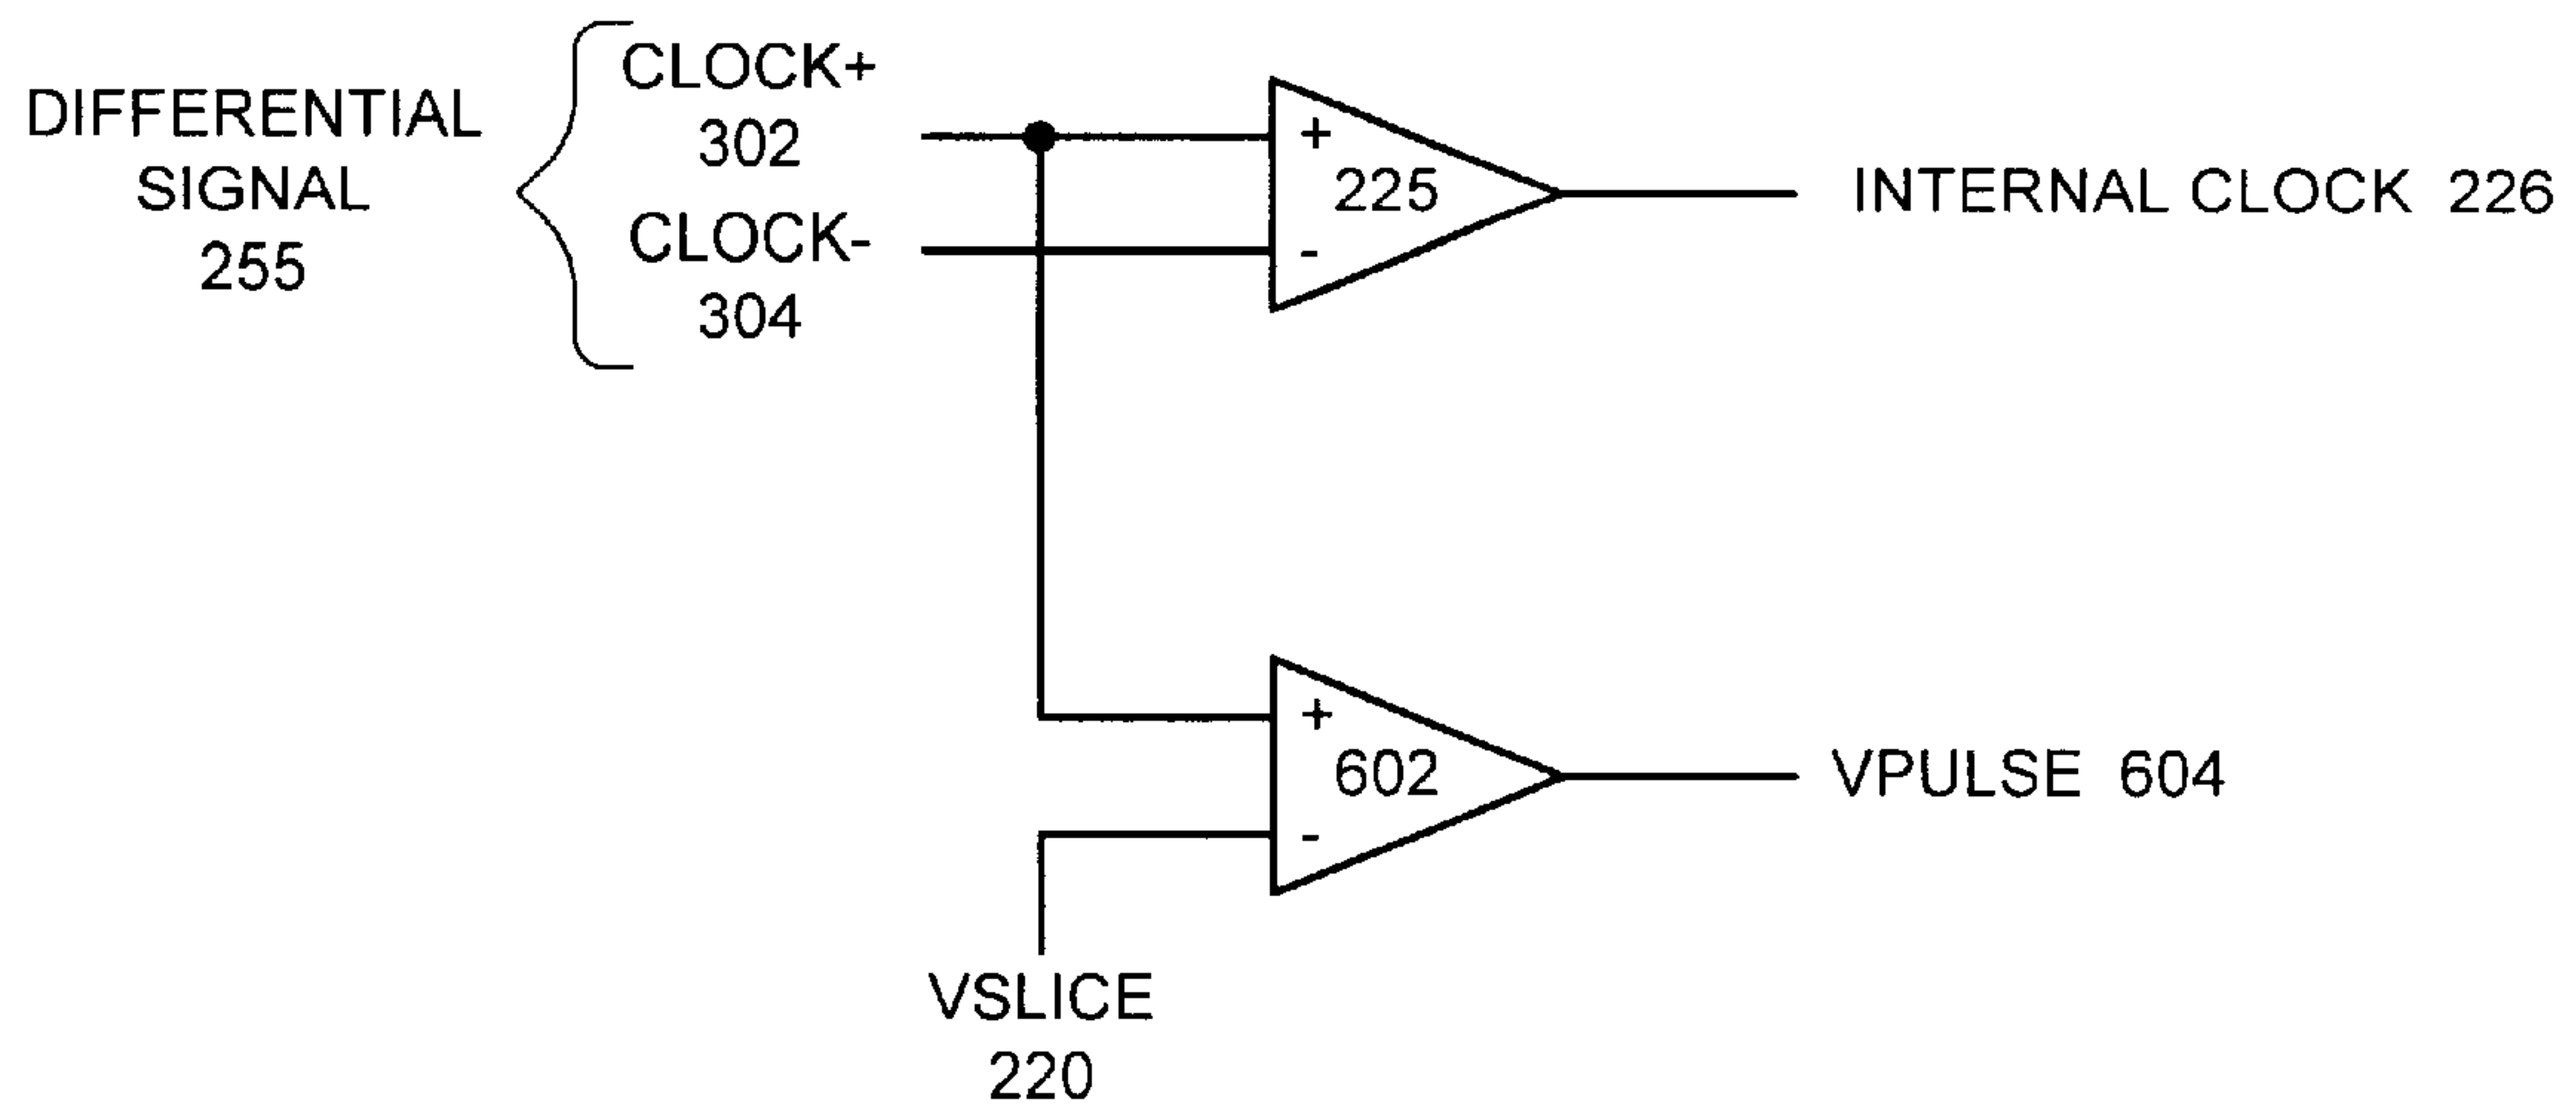 DIFFERENTIAL
SIGNAL
255
CLOCK+
302
CLOCK-
304
+
225
-
INTERNAL CLOCK 226
+
602
-
VPULSE 604
VSLICE
220